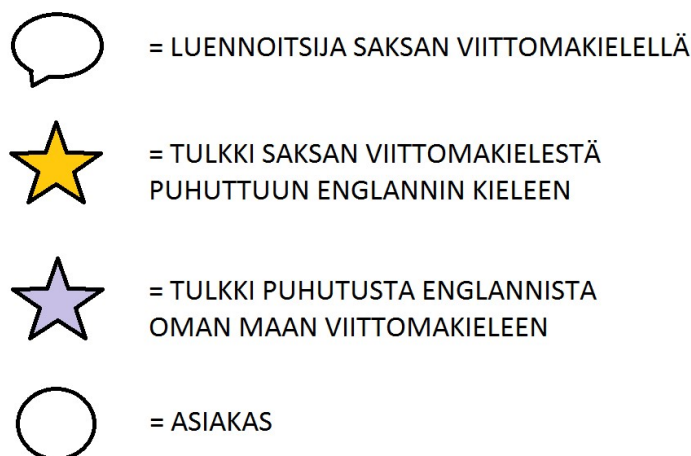 = LUENNOITSIJA SAKSAN VIITTOMAKIELELLÄ
= TULKKI SAKSAN VIITTOMAKIELESTÄ
PUHUTTUUN ENGLANNIN KIELEEN
= TULKKI PUHUTUSTA ENGLANNISTA
OMAN MAAN VIITTOMAKIELEEN
= ASIAKAS